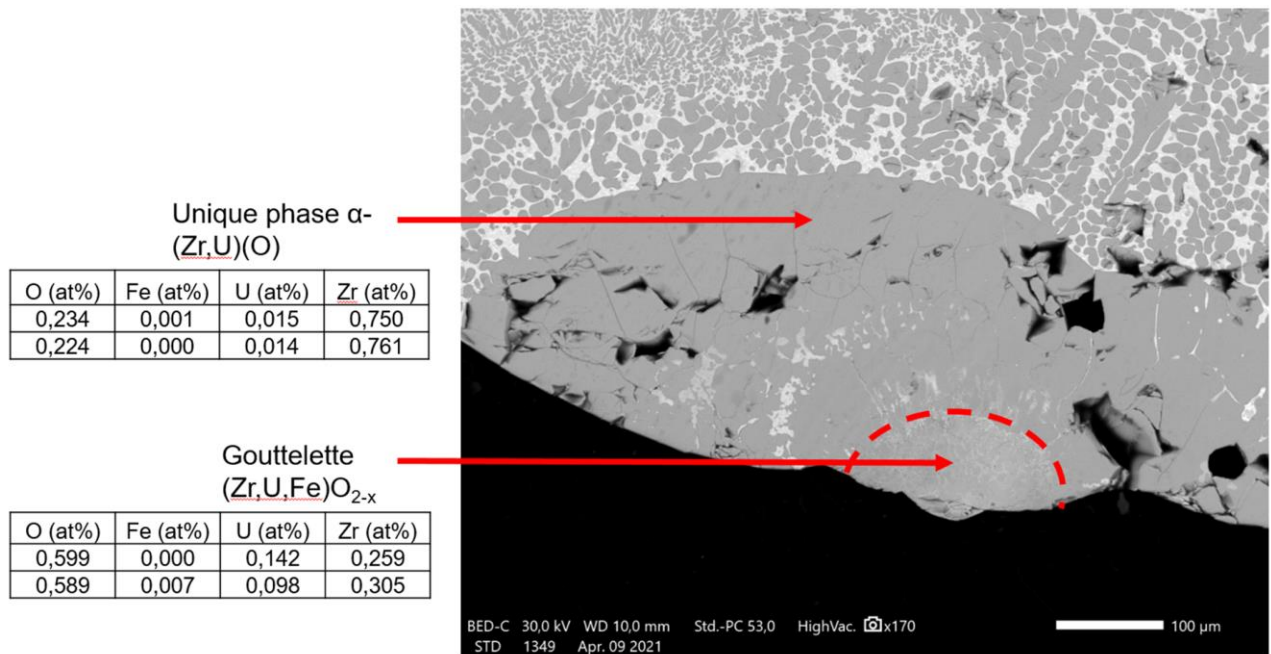 Unique phase α-
(Zr,U)(O)
O (at%) Fe (at%) U (at%) Zr (at%)
0,234 0,001 0,015 0,750
0,224 0,000 0,014 0,761
Gouttelette
(Zr,U,Fe)O2-x
O (at%) Fe (at%) U (at%) Zr (at%)
0,599 0,000 0,142 0,259
0,589 0,007 0,098 0,305
BED-C 30,0 kV WD 10,0 mm Std.-PC 53,0 HighVac. x170 100 µm
STD 1349 Apr. 09 2021